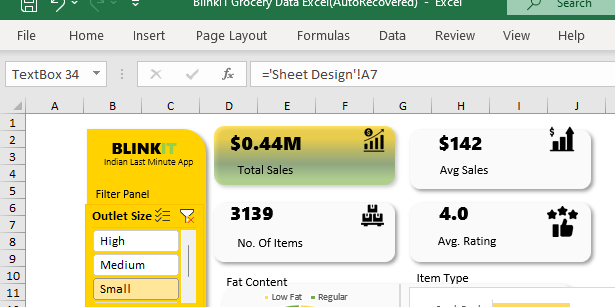 BlinkIT Grocery Data Excel(AutoRecovered) - Excel
Search
File Home Insert Page Layout Formulas Data Review View Help
TextBox 34 fx ='Sheet Design'!A7
A B C D E F G H I J
1
2
3
4
5
6
7
8
9
10
11
BLINKIT
Indian Last Minute App
Filter Panel
Outlet Size
High
Medium
Small
$0.44M
Total Sales
$142
Avg Sales
3139
No. Of Items
4.0
Avg. Rating
Fat Content
Low Fat Regular
Item Type